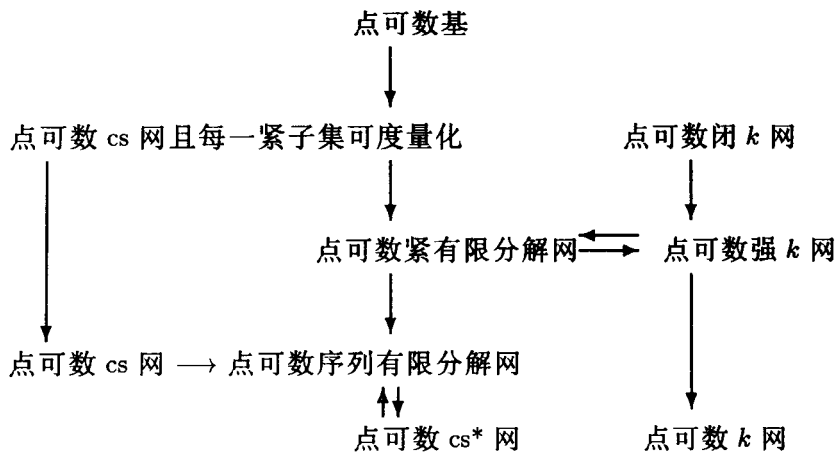 点可数基
点可数 cs 网且每一紧子集可度量化 点可数闭 k 网
点可数紧有限分解网 点可数强 k 网
点可数 cs 网 → 点可数序列有限分解网
点可数 cs* 网 点可数 k 网